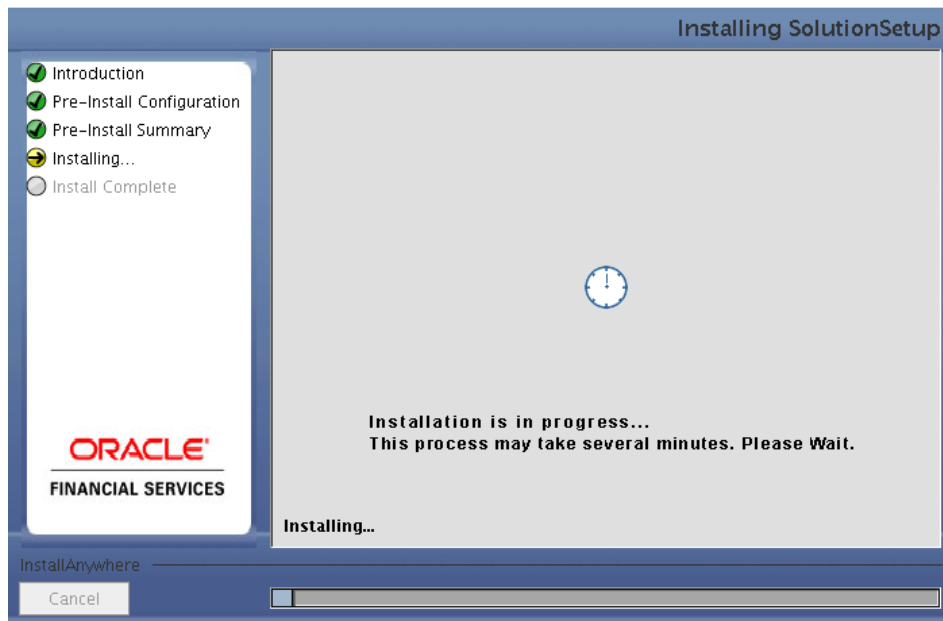 Installing SolutionSetup
Introduction
Pre-Install Configuration
Pre-Install Summary
Installing...
Install Complete
Installation is in progress...
This process may take several minutes. Please Wait.
ORACLE
FINANCIAL SERVICES
Installing...
InstallAnywhere
Cancel